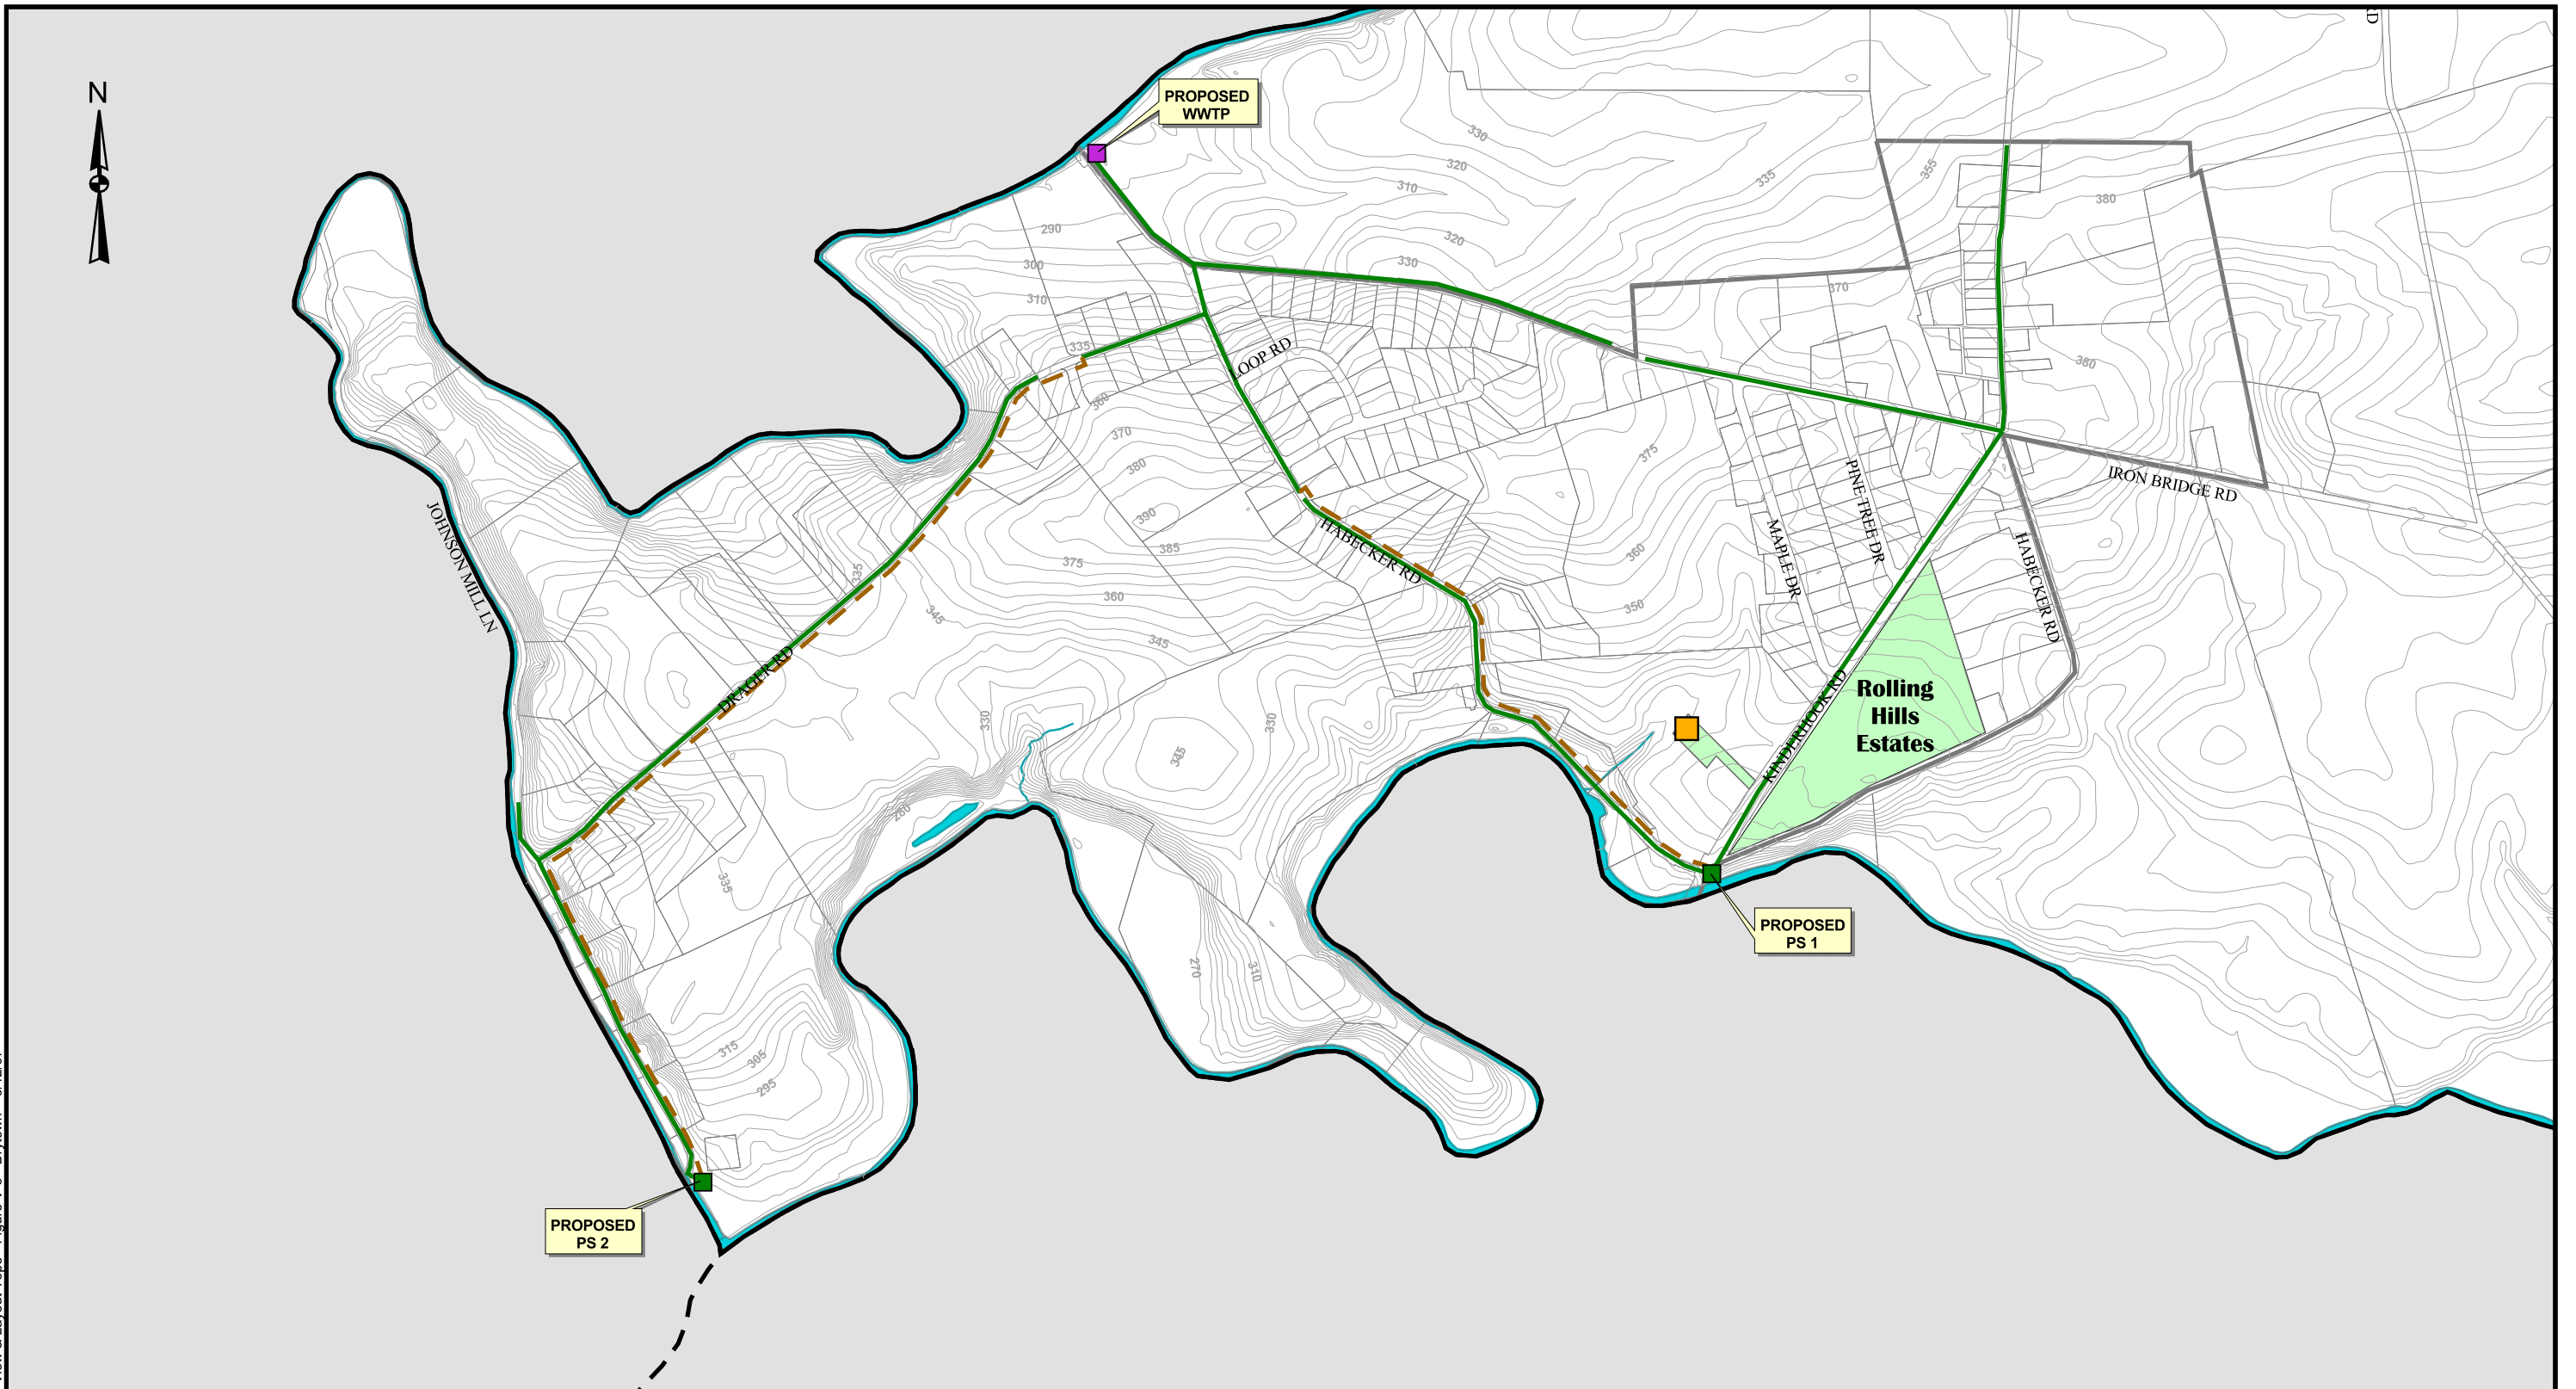 N
PROPOSED
WWTP
330
320
310
335
355
380
290
300
310
320
330
370
335
LOOP RD
380
360
370
380
375
390
385
375
360
345
335
360
350
345
PINE TREE DR
MAPLE DR
IRON BRIDGE RD
HABECKER RD
HABECKER RD
JOHNSON MILL LN
DRAGER RD
KINDERHOOK RD
Rolling
Hills
Estates
330
330
345
280
335
270
310
PROPOSED
PS 1
315
305
295
PROPOSED
PS 2